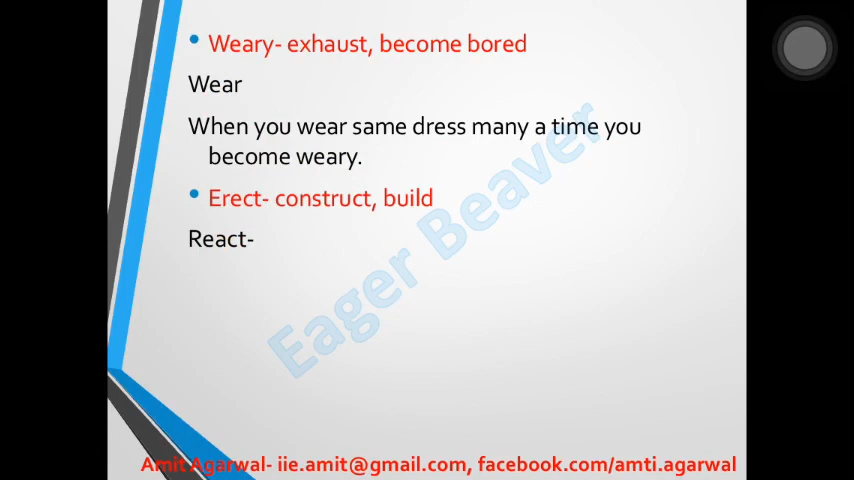 Weary- exhaust, become bored
Wear
When you wear same dress many a time you
become weary.
Erect- construct, build
React-
Eager Beaver
Amit Agarwal- iie.amit@gmail.com, facebook.com/amti.agarwal